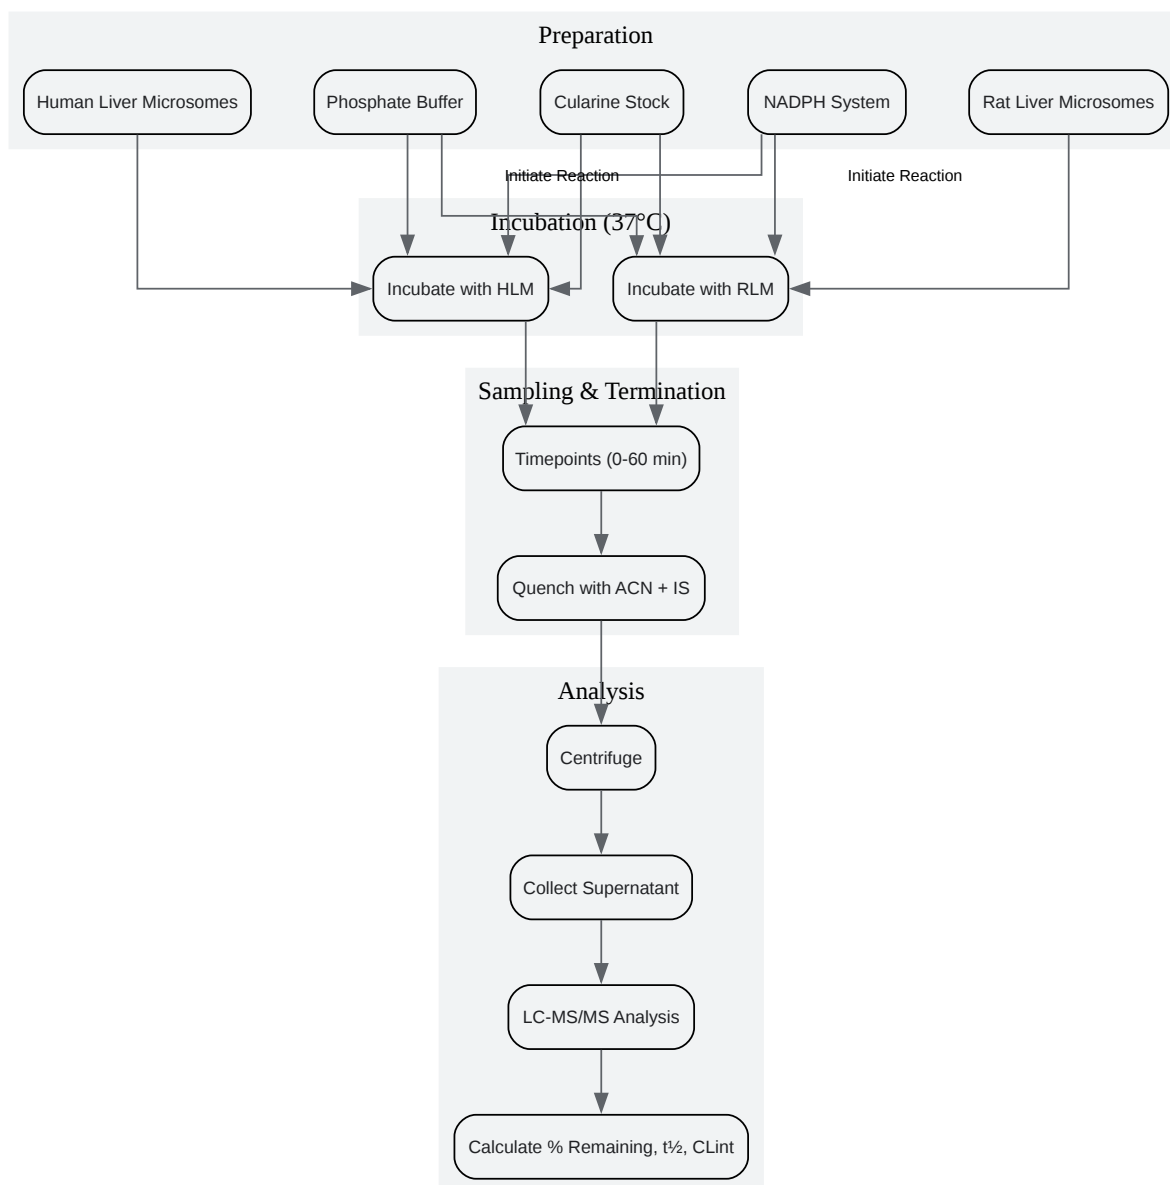 Preparation
Human Liver Microsomes
Phosphate Buffer
Cularine Stock
NADPH System
Rat Liver Microsomes
Initiate Reaction
Initiate Reaction
Incubation (37°C)
Incubate with HLM
Incubate with RLM
Sampling & Termination
Timepoints (0-60 min)
Quench with ACN + IS
Analysis
Centrifuge
Collect Supernatant
LC-MS/MS Analysis
Calculate % Remaining, t½, CLint